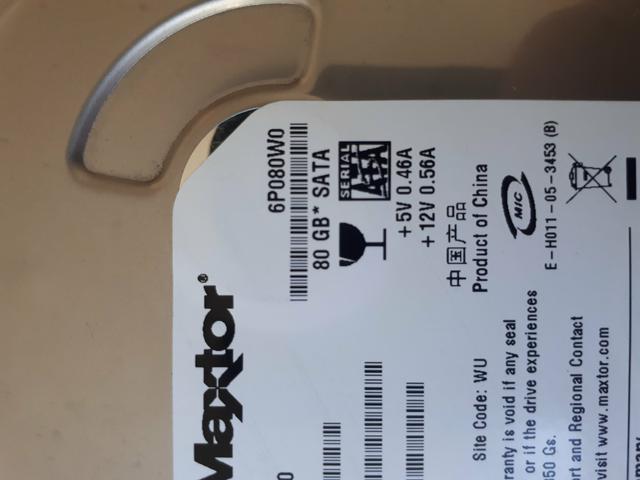 Maxtor®
6P080W0
80 GB* SATA
SERIAL
ATA
+5V 0.46A
+12V 0.56A
中国产品
Product of China
Site Code: WU
MIC
E-H011-05-3453 (B)
ranty is void if any seal
or if the drive experiences
350 Gs.
ort and Regional Contact
visit www.maxtor.com